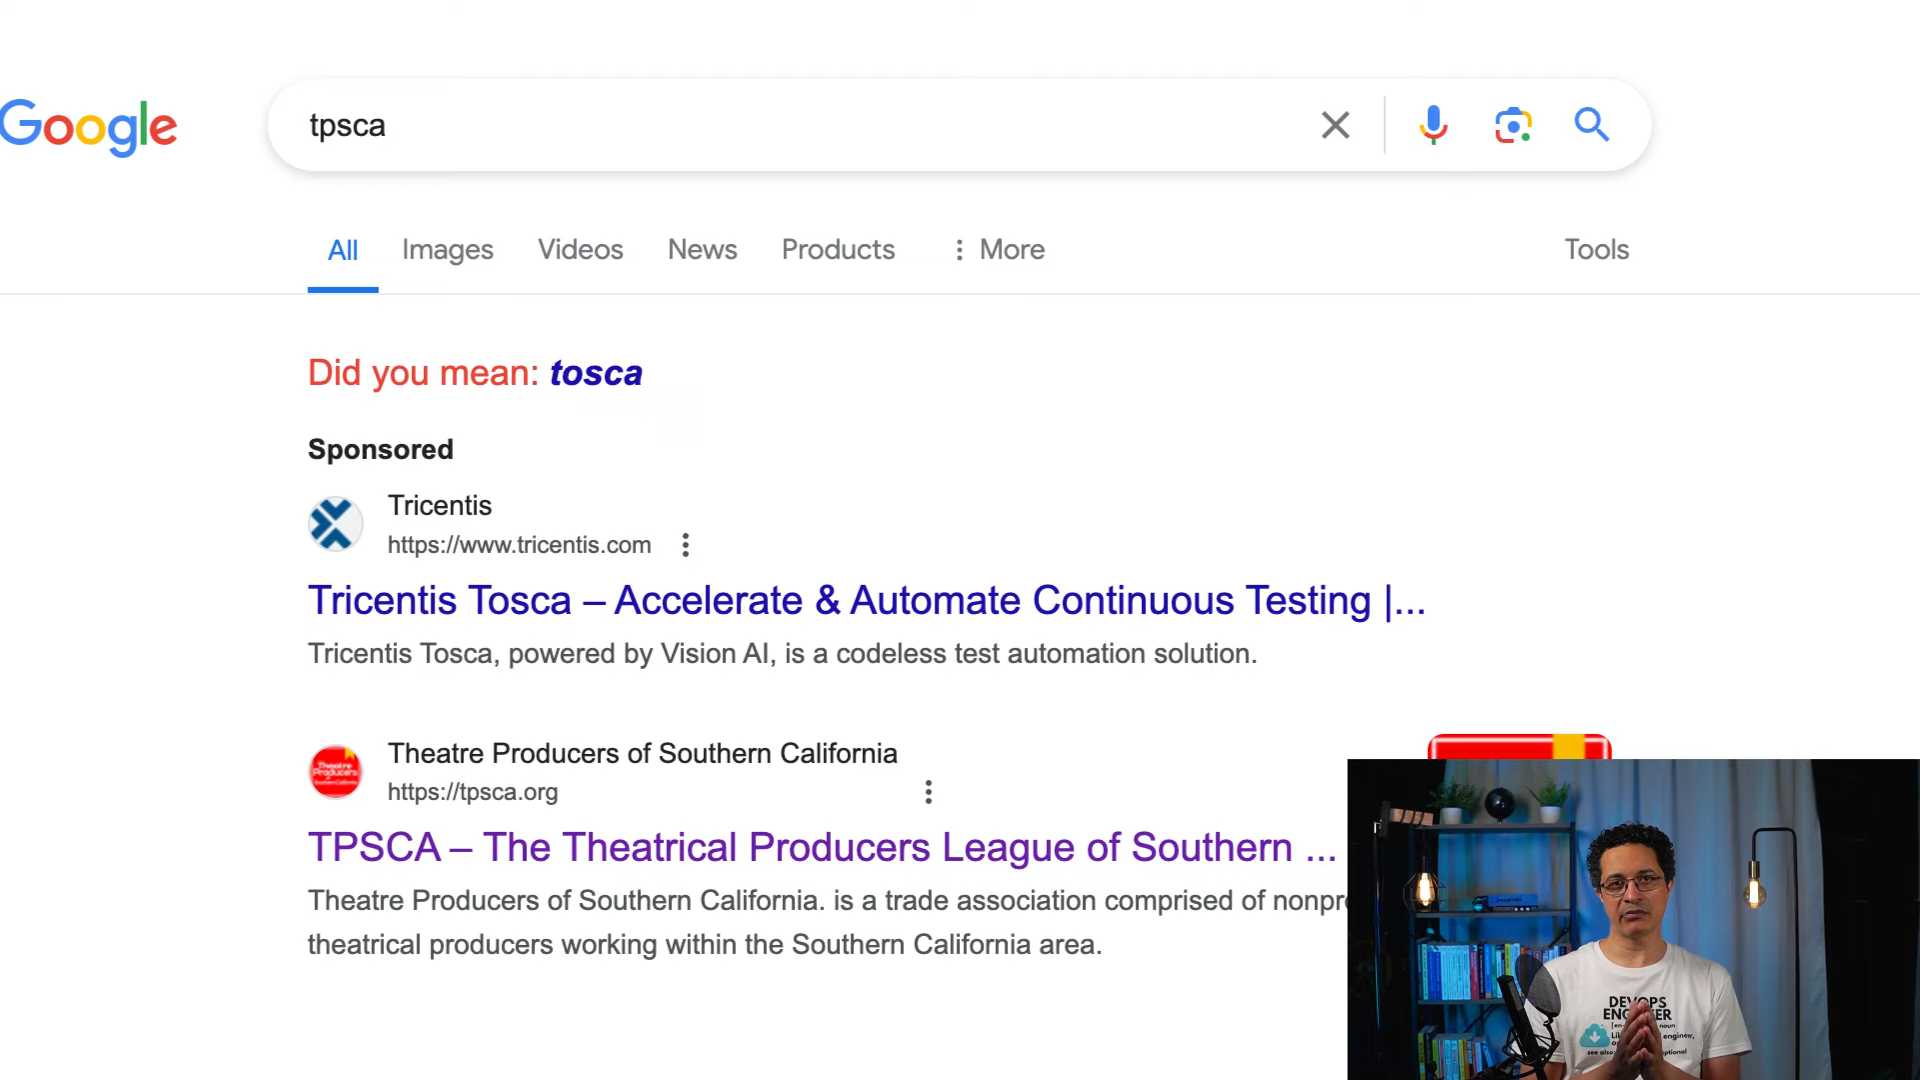 Google
tpsca
All
Images
Videos
News
Products
More
Tools
Did you mean: tosca
Sponsored
Tricentis
https://www.tricentis.com
Tricentis Tosca – Accelerate & Automate Continuous Testing |...
Tricentis Tosca, powered by Vision AI, is a codeless test automation solution.
Theatre Producers of Southern California
https://tpsca.org
TPSCA – The Theatrical Producers League of Southern ...
Theatre Producers of Southern California. is a trade association comprised of
theatrical producers working within the Southern California area.
Theatre
Producers
DEVOPS